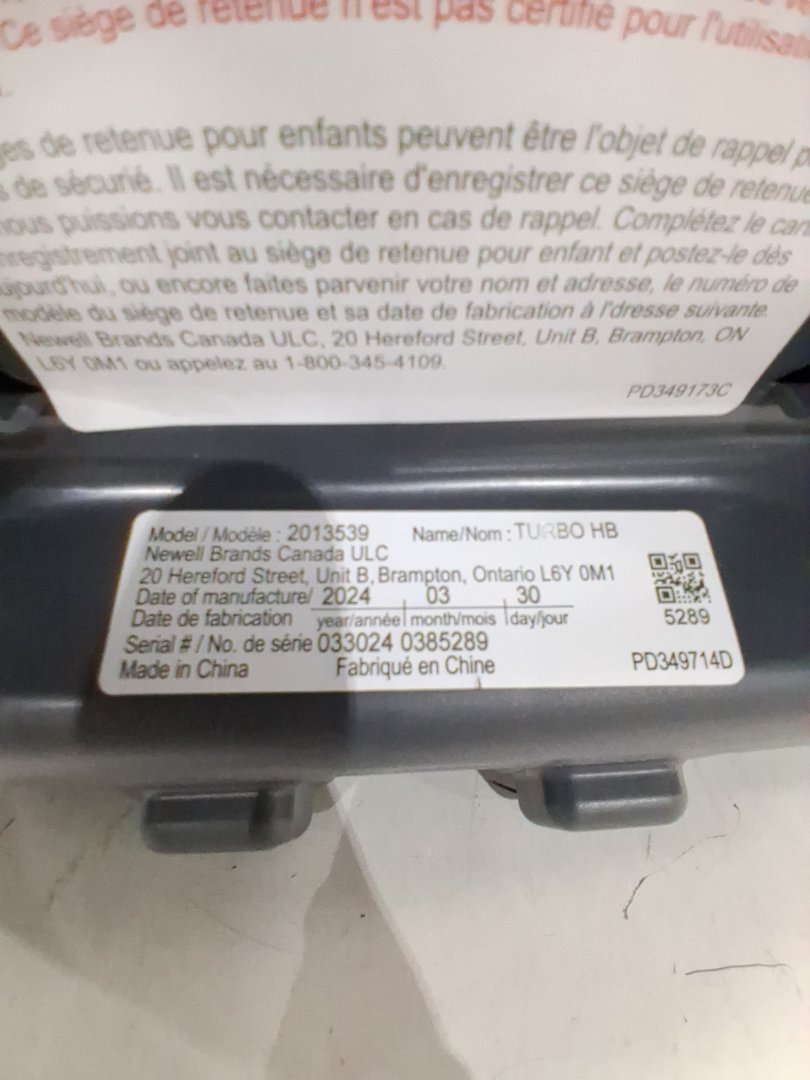 Ce siège de retenue n'est pas certifié pour l'utilisat
es de retenue pour enfants peuvent être l'objet de rappel p
de sécurié. Il est nécessaire d'enregistrer ce siège de retenue
nous puissions vous contacter en cas de rappel. Complétez le car
nregistrement joint au siège de retenue pour enfant et postez-le dès
ujourd'hui, ou encore faites parvenir votre nom et adresse, le numéro de
modèle du siège de retenue et sa date de fabrication à l'dresse suivante.
Newell Brands Canada ULC, 20 Hereford Street, Unit B, Brampton, ON
L6Y 0M1 ou appelez au 1-800-345-4109.
PD349173C
Model / Modèle : 2013539 Name/Nom : TURBO HB
Newell Brands Canada ULC
20 Hereford Street, Unit B, Brampton, Ontario L6Y 0M1
Date of manufacture/ 2024 03 30
Date de fabrication year/année month/mois day/jour
5289
Serial # / No. de série 033024 0385289
Made in China Fabriqué en Chine PD349714D